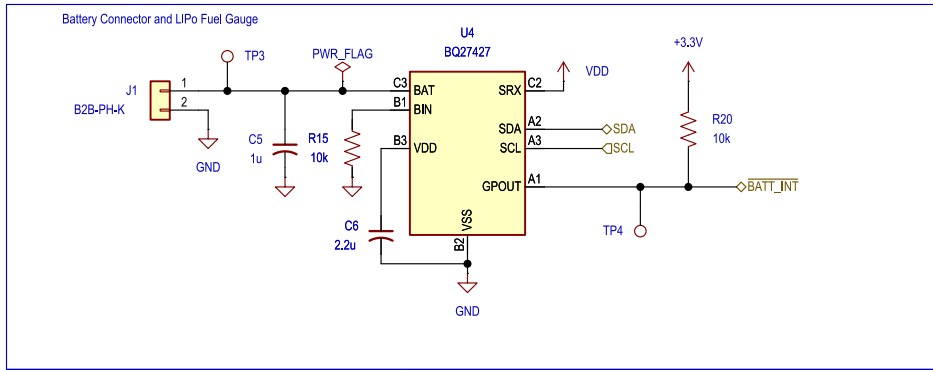 Battery Connector and LIPo Fuel Gauge
U4
BQ27427
TP3
PWR_FLAG
+3.3V
VDD
J1
B2B-PH-K
1
2
GND
C5
1u
R15
10k
C3
BAT
B1
BIN
B3
VDD
SRX
C2
SDA
A2
SDA
SCL
A3
SCL
GPOUT
A1
VSS
B2
R20
10k
BATT_INT
TP4
C6
2.2u
GND